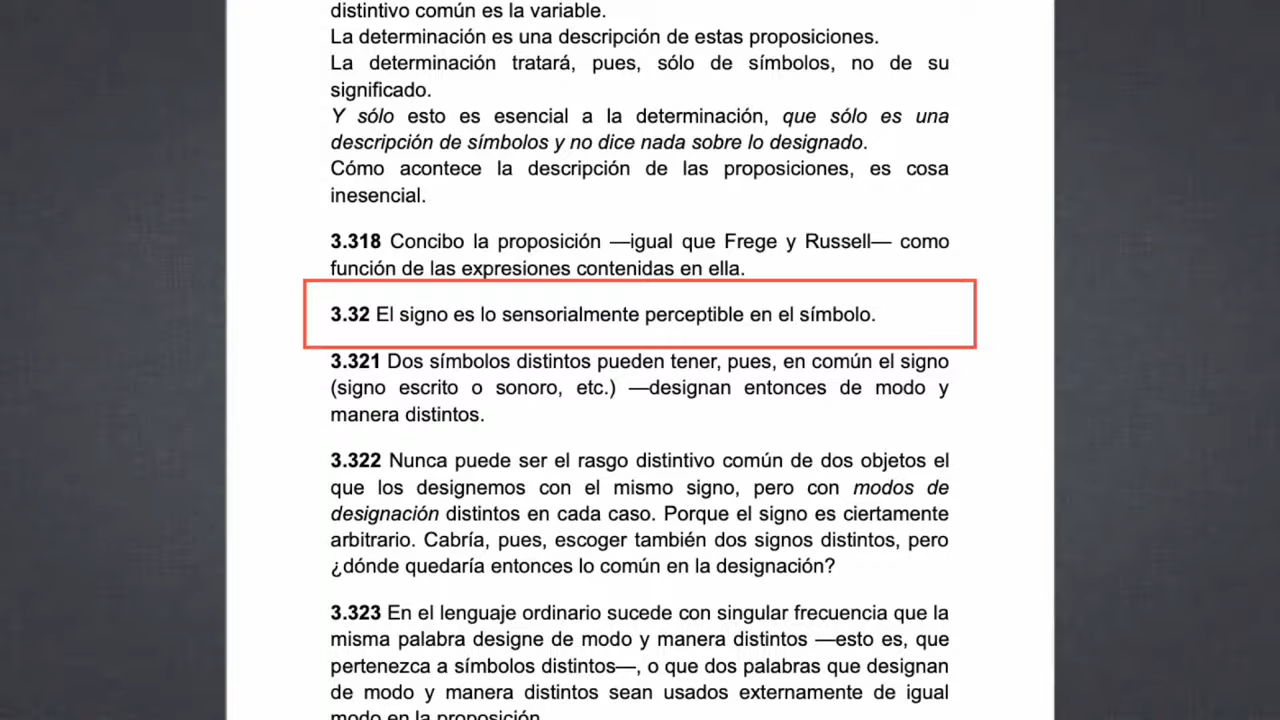 distintivo común es la variable.
La determinación es una descripción de estas proposiciones.
La determinación tratará, pues, sólo de símbolos, no de su
significado.
Y sólo esto es esencial a la determinación, que sólo es una
descripción de símbolos y no dice nada sobre lo designado.
Cómo acontece la descripción de las proposiciones, es cosa
inesencial.
3.318 Concibo la proposición —igual que Frege y Russell— como
función de las expresiones contenidas en ella.
3.32 El signo es lo sensorialmente perceptible en el símbolo.
3.321 Dos símbolos distintos pueden tener, pues, en común el signo
(signo escrito o sonoro, etc.) —designan entonces de modo y
manera distintos.
3.322 Nunca puede ser el rasgo distintivo común de dos objetos el
que los designemos con el mismo signo, pero con modos de
designación distintos en cada caso. Porque el signo es ciertamente
arbitrario. Cabría, pues, escoger también dos signos distintos, pero
¿dónde quedaría entonces lo común en la designación?
3.323 En el lenguaje ordinario sucede con singular frecuencia que la
misma palabra designe de modo y manera distintos —esto es, que
pertenezca a símbolos distintos—, o que dos palabras que designan
de modo y manera distintos sean usados externamente de igual
modo en la proposición.